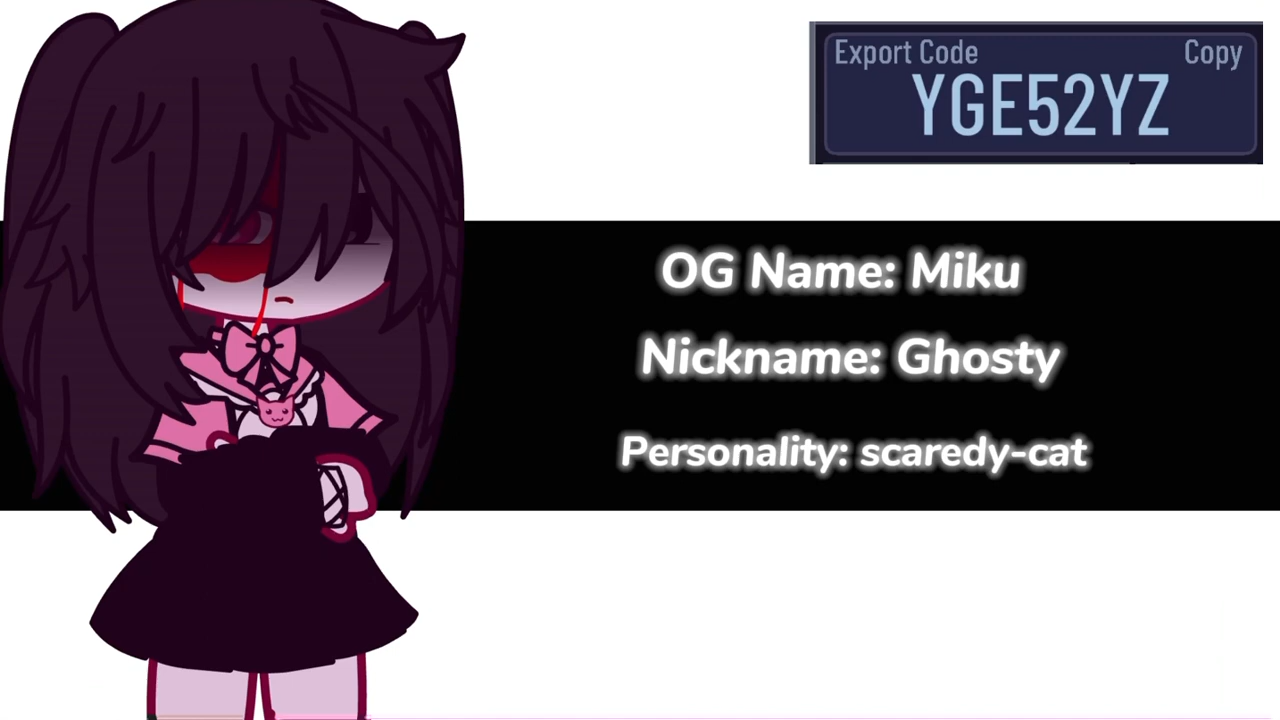 Export Code Copy
YGE52YZ
OG Name: Miku
Nickname: Ghosty
Personality: scaredy-cat